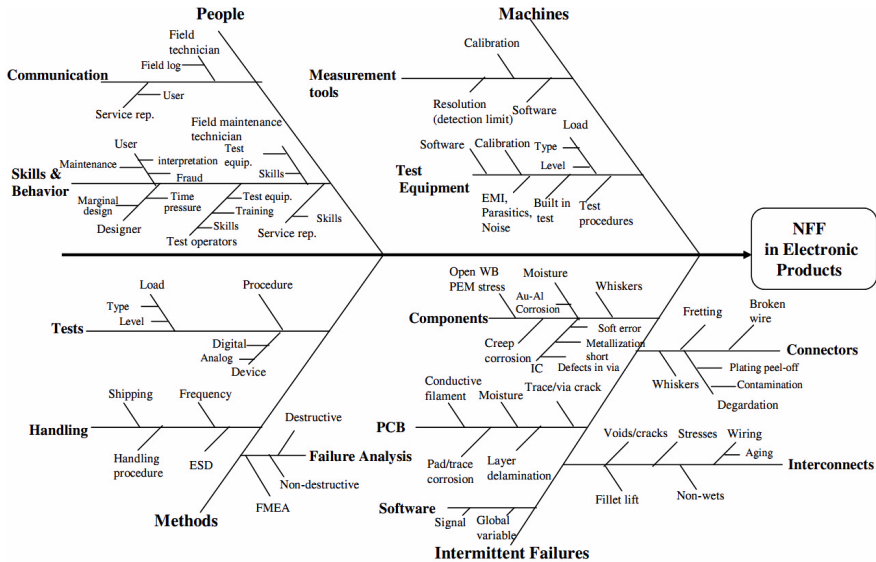 People
Machines
Field
technician
Field log
Communication
User
Service rep.
Calibration
Measurement
tools
Resolution
(detection limit)
Software
Field maintenance
technician
Test
equip.
Skills
User
interpretation
Maintenance
Fraud
Skills &
Behavior
Marginal
design
Designer
Time
pressure
Test equip.
Training
Skills
Test operators
Skills
Service rep.
Load
Type
Level
Software
Calibration
Test
Equipment
EMI,
Parasitics,
Noise
Built in
test
Test
procedures
NFF
in Electronic
Products
Load
Type
Level
Procedure
Tests
Digital
Analog
Device
Open WB
PEM stress
Moisture
Au-Al
Corrosion
Whiskers
Components
Creep
corrosion
IC
Soft error
Metallization
short
Defects in via
Fretting
Broken
wire
Connectors
Whiskers
Plating peel-off
Contamination
Degardation
Shipping
Frequency
Handling
Handling
procedure
ESD
Destructive
Failure Analysis
Non-destructive
FMEA
Methods
Conductive
filament
Moisture
Trace/via crack
PCB
Pad/trace
corrosion
Layer
delamination
Voids/cracks
Stresses
Wiring
Aging
Interconnects
Fillet lift
Non-wets
Software
Signal
Global
variable
Intermittent Failures